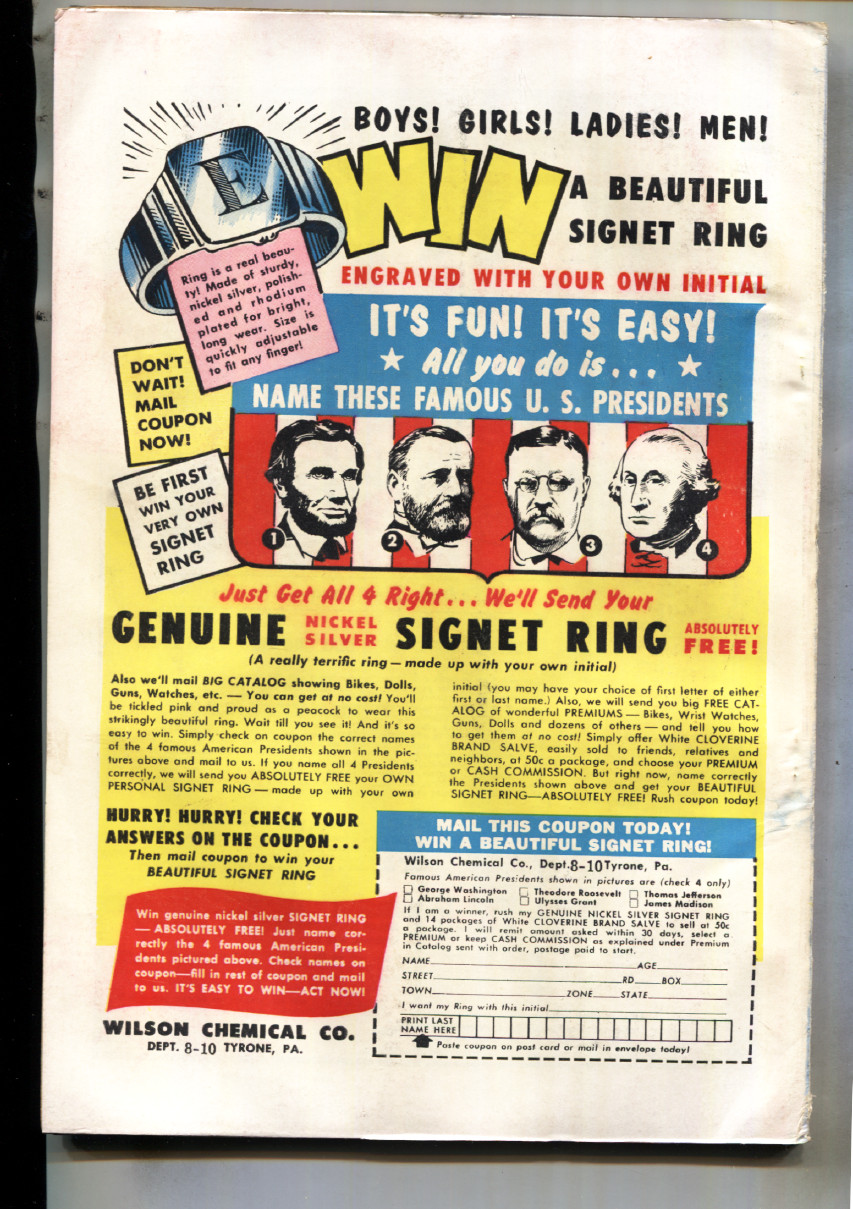 BOYS! GIRLS! LADIES! MEN!
WIN
A BEAUTIFUL
SIGNET RING
ENGRAVED WITH YOUR OWN INITIAL
E
Ring is a real beau-
ty! Made of sturdy,
nickel silver, polish-
ed and rhodium
plated for bright,
long wear. Size is
quickly adjustable
to fit any finger!
IT'S FUN! IT'S EASY!
★ All you do is... ★
NAME THESE FAMOUS U. S. PRESIDENTS
DON'T
WAIT!
MAIL
COUPON
NOW!
BE FIRST
WIN YOUR
VERY OWN
SIGNET
RING
1
2
3
4
Just Get All 4 Right... We'll Send Your
GENUINE NICKEL SILVER SIGNET RING ABSOLUTELY FREE!
(A really terrific ring — made up with your own initial)
Also we'll mail BIG CATALOG showing Bikes, Dolls,
Guns, Watches, etc. — You can get at no cost! You'll
be tickled pink and proud as a peacock to wear this
strikingly beautiful ring. Wait till you see it! And it's so
easy to win. Simply check on coupon the correct names
of the 4 famous American Presidents shown in the pic-
tures above and mail to us. If you name all 4 Presidents
correctly, we will send you ABSOLUTELY FREE your OWN
PERSONAL SIGNET RING — made up with your own
initial (you may have your choice of first letter of either
first or last name.) Also, we will send you big FREE CAT-
ALOG of wonderful PREMIUMS — Bikes, Wrist Watches,
Guns, Dolls and dozens of others — and tell you how
to get them at no cost! Simply offer White CLOVERINE
BRAND SALVE, easily sold to friends, relatives and
neighbors, at 50c a package, and choose your PREMIUM
or CASH COMMISSION. But right now, name correctly
the Presidents shown above and get your BEAUTIFUL
SIGNET RING—ABSOLUTELY FREE! Rush coupon today!
HURRY! HURRY! CHECK YOUR
ANSWERS ON THE COUPON...
Then mail coupon to win your
BEAUTIFUL SIGNET RING
Win genuine nickel silver SIGNET RING
— ABSOLUTELY FREE! Just name cor-
rectly the 4 famous American Presi-
dents pictured above. Check names on
coupon—fill in rest of coupon and mail
to us. IT'S EASY TO WIN—ACT NOW!
WILSON CHEMICAL CO.
DEPT. 8-10 TYRONE, PA.
MAIL THIS COUPON TODAY!
WIN A BEAUTIFUL SIGNET RING!
Wilson Chemical Co., Dept. 8-10 Tyrone, Pa.
Famous American Presidents shown in pictures are (check 4 only)
George Washington Theodore Roosevelt Thomas Jefferson
Abraham Lincoln Ulysses Grant James Madison
If I am a winner, rush my GENUINE NICKEL SILVER SIGNET RING
and 14 packages of White CLOVERINE BRAND SALVE to sell at 50c
a package. I will remit amount asked within 30 days, select a
PREMIUM or keep CASH COMMISSION as explained under Premium
in Catalog sent with order, postage paid to start.
NAME AGE
STREET RD BOX
TOWN ZONE STATE
I want my Ring with this initial
PRINT LAST
NAME HERE
Paste coupon on post card or mail in envelope today!